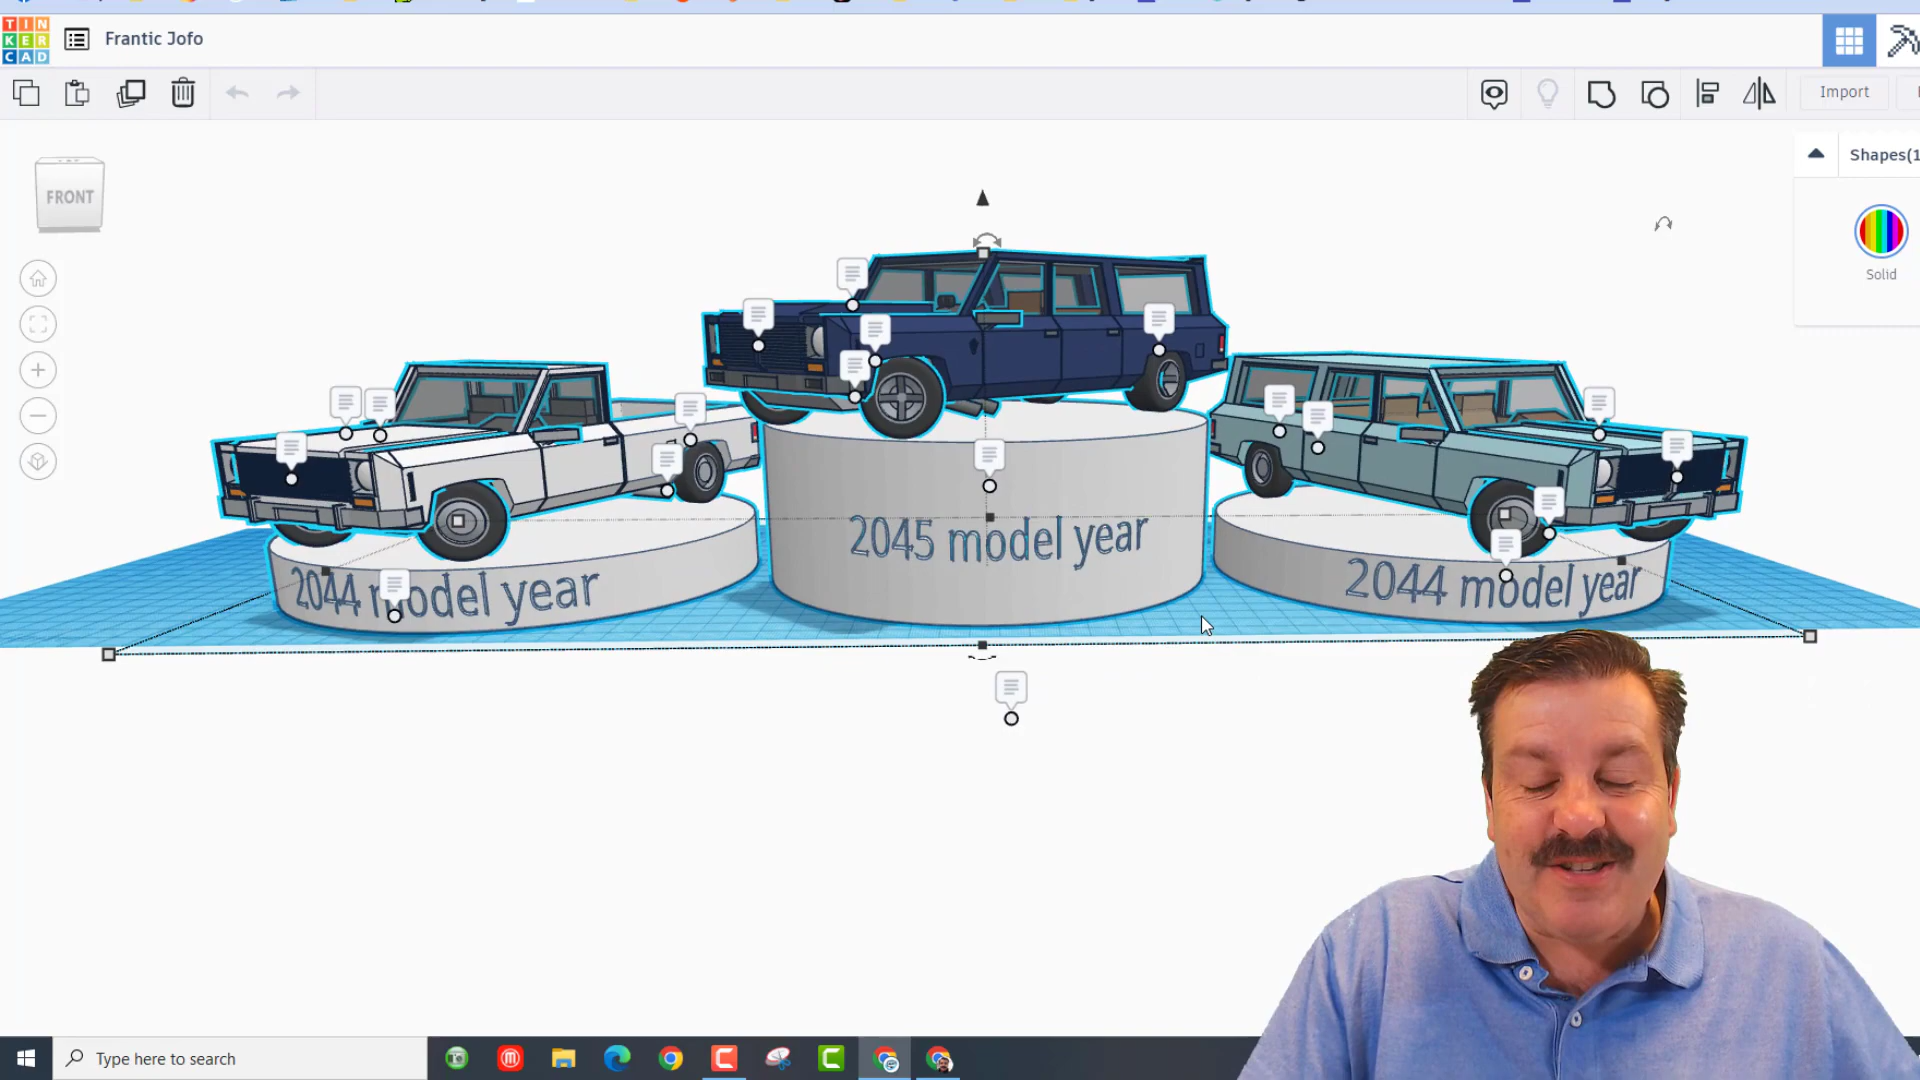 TIN
KER
CAD
Frantic Jofo
Import
FRONT
Shapes(1
Solid
2044 model year
2045 model year
2044 model year
Type here to search